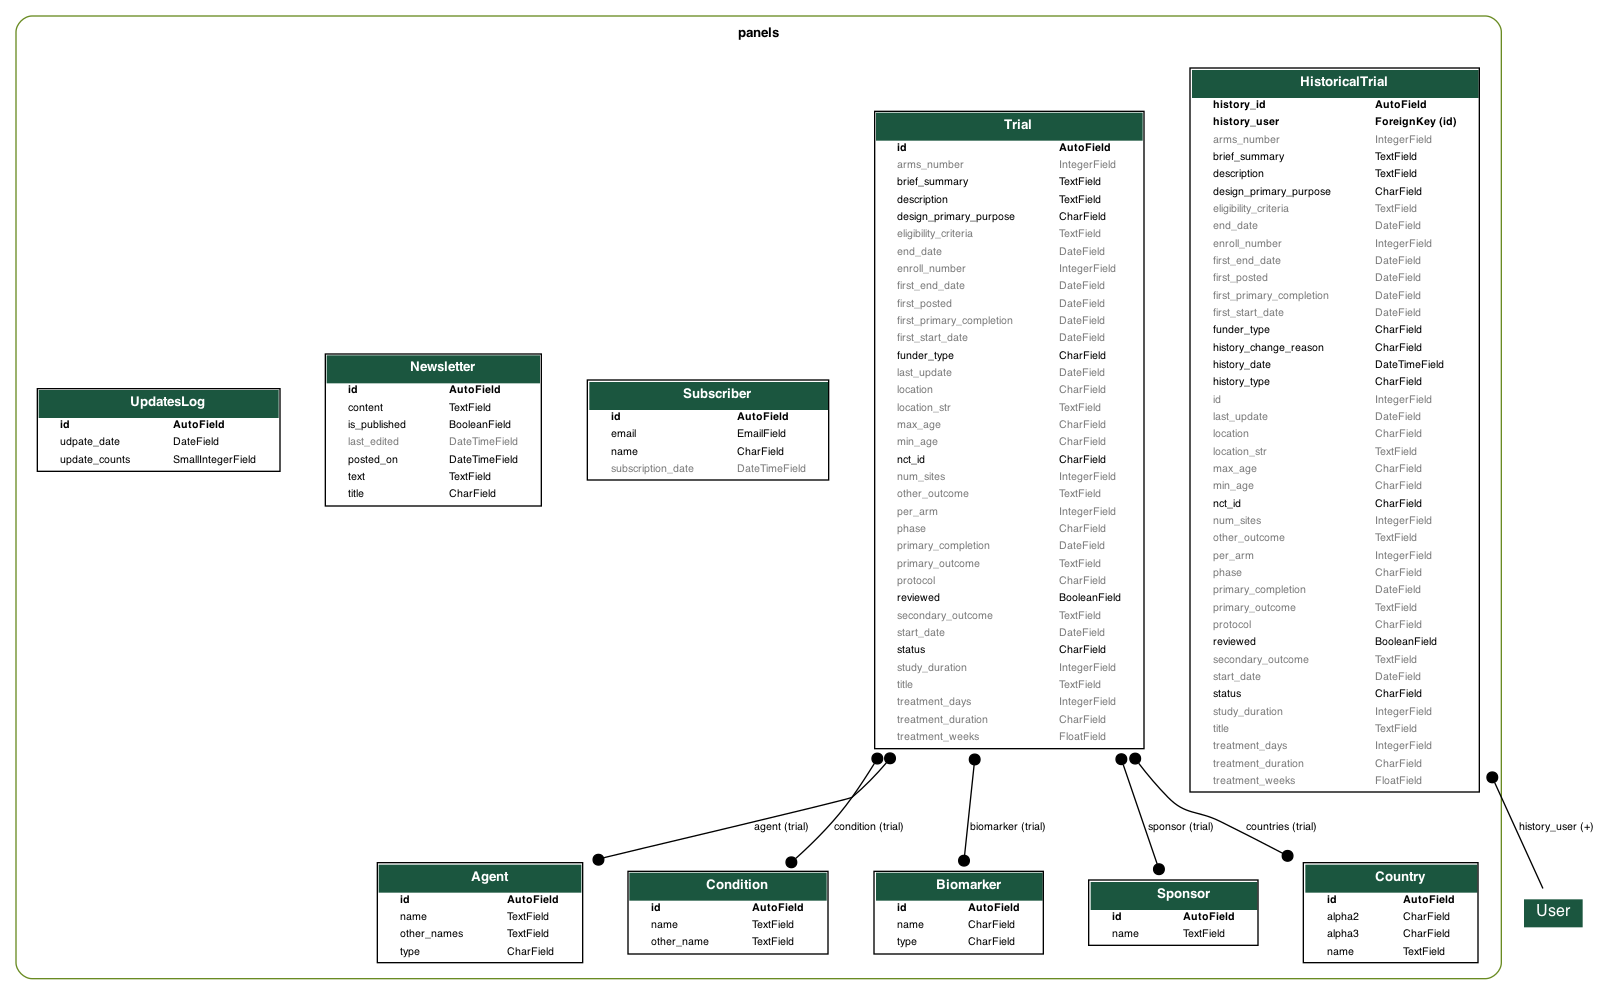 panels
UpdatesLog
id AutoField
udpate_date DateField
update_counts SmallIntegerField
Newsletter
id AutoField
content TextField
is_published BooleanField
last_edited DateTimeField
posted_on DateTimeField
text TextField
title CharField
Subscriber
id AutoField
email EmailField
name CharField
subscription_date DateTimeField
Trial
id AutoField
arms_number IntegerField
brief_summary TextField
description TextField
design_primary_purpose CharField
eligibility_criteria TextField
end_date DateField
enroll_number IntegerField
first_end_date DateField
first_posted DateField
first_primary_completion DateField
first_start_date DateField
funder_type CharField
last_update DateField
location CharField
location_str TextField
max_age CharField
min_age CharField
nct_id CharField
num_sites IntegerField
other_outcome TextField
per_arm IntegerField
phase CharField
primary_completion DateField
primary_outcome TextField
protocol CharField
reviewed BooleanField
secondary_outcome TextField
start_date DateField
status CharField
study_duration IntegerField
title TextField
treatment_days IntegerField
treatment_duration CharField
treatment_weeks FloatField
HistoricalTrial
history_id AutoField
history_user ForeignKey (id)
arms_number IntegerField
brief_summary TextField
description TextField
design_primary_purpose CharField
eligibility_criteria TextField
end_date DateField
enroll_number IntegerField
first_end_date DateField
first_posted DateField
first_primary_completion DateField
first_start_date DateField
funder_type CharField
history_change_reason CharField
history_date DateTimeField
history_type CharField
id IntegerField
last_update DateField
location CharField
location_str TextField
max_age CharField
min_age CharField
nct_id CharField
num_sites IntegerField
other_outcome TextField
per_arm IntegerField
phase CharField
primary_completion DateField
primary_outcome TextField
protocol CharField
reviewed BooleanField
secondary_outcome TextField
start_date DateField
status CharField
study_duration IntegerField
title TextField
treatment_days IntegerField
treatment_duration CharField
treatment_weeks FloatField
agent (trial)
condition (trial)
biomarker (trial)
sponsor (trial)
countries (trial)
history_user (+)
Agent
id AutoField
name TextField
other_names TextField
type CharField
Condition
id AutoField
name TextField
other_name TextField
Biomarker
id AutoField
name CharField
type CharField
Sponsor
id AutoField
name TextField
Country
id AutoField
alpha2 CharField
alpha3 CharField
name TextField
User